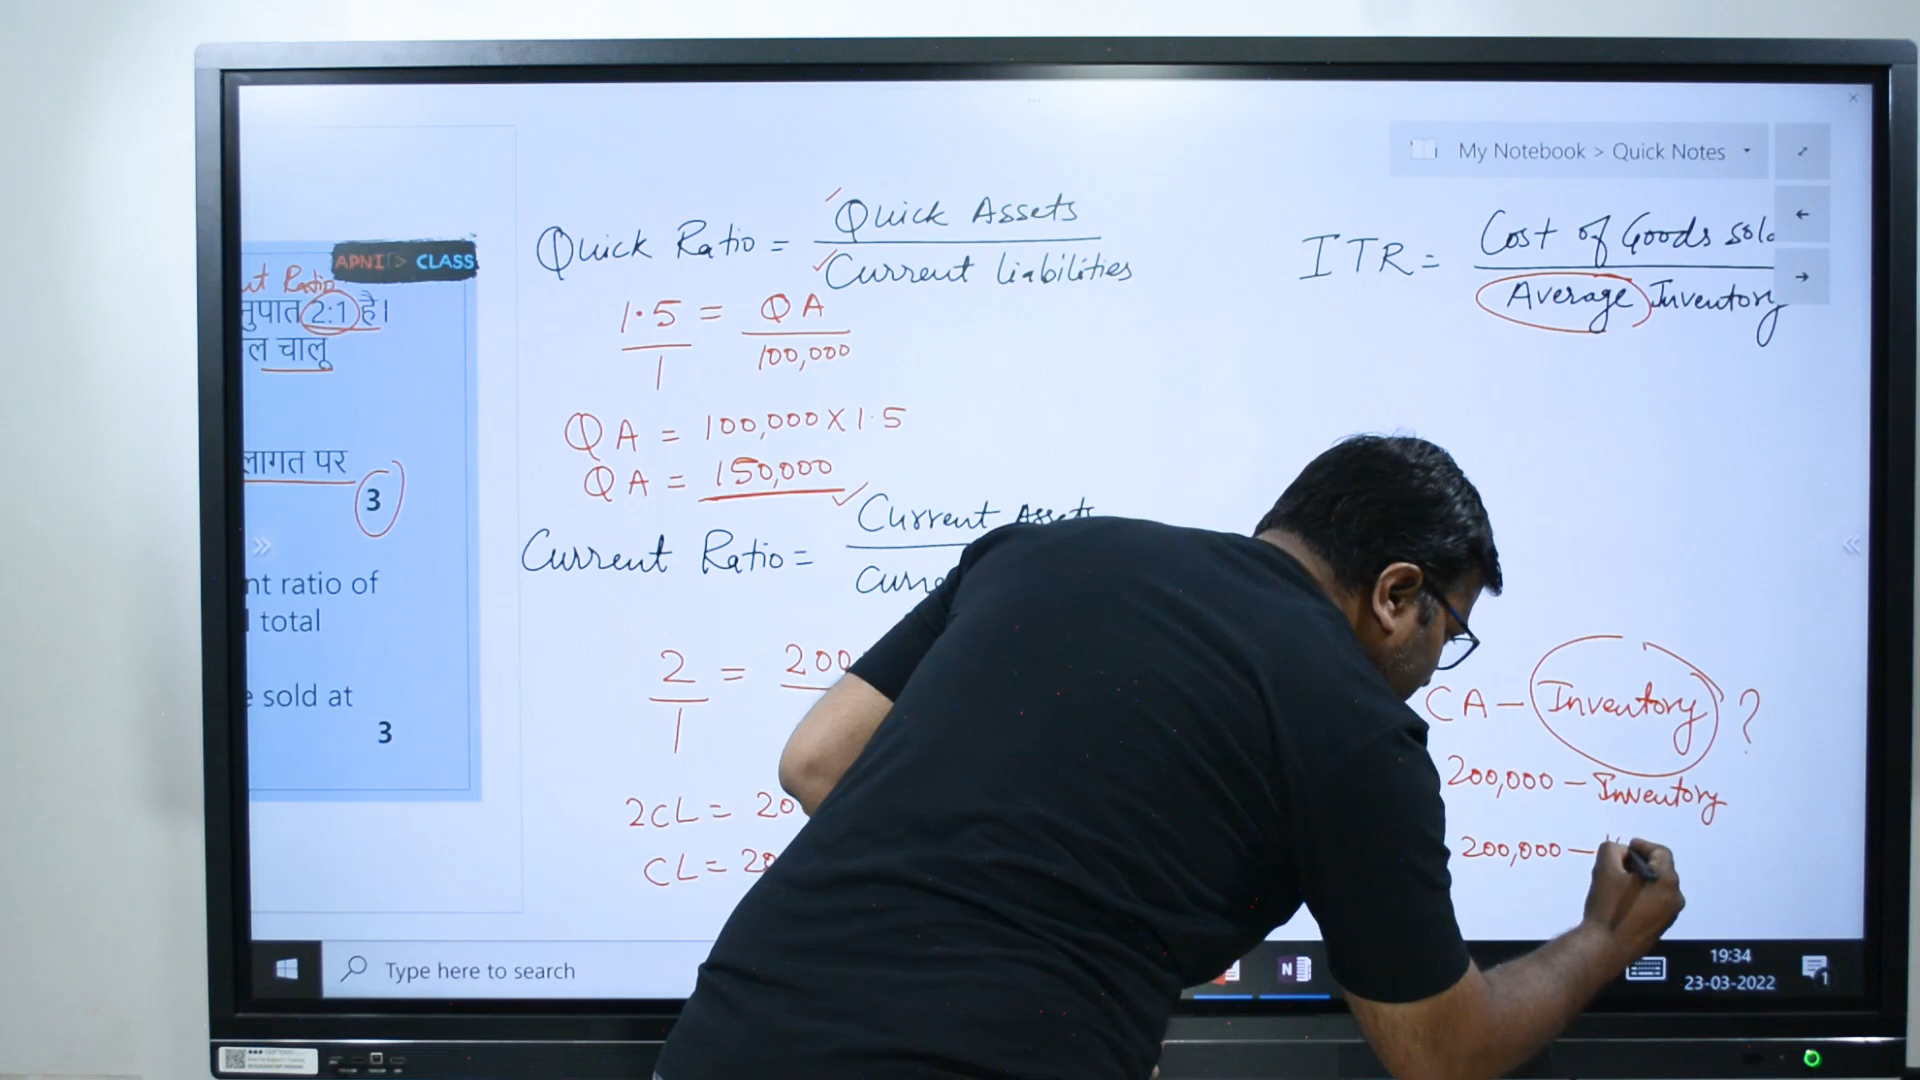 My Notebook > Quick Notes
APNI > CLASS
Ratio
2:1 है।
चालू
लागत पर
3
nt ratio of
total
sold at
3
Quick Ratio = Quick Assets
Current liabilities
1.5 = QA
1 100,000
QA = 100,000 X 1.5
QA = 150,000
Current Ratio = Current Assets
2 = 200
1
2CL = 20
CL = 20
ITR = Cost of Goods
Average Inventory
CA - Inventory ?
200,000 - Inventory
200,000 -
Type here to search
19:34
23-03-2022
1